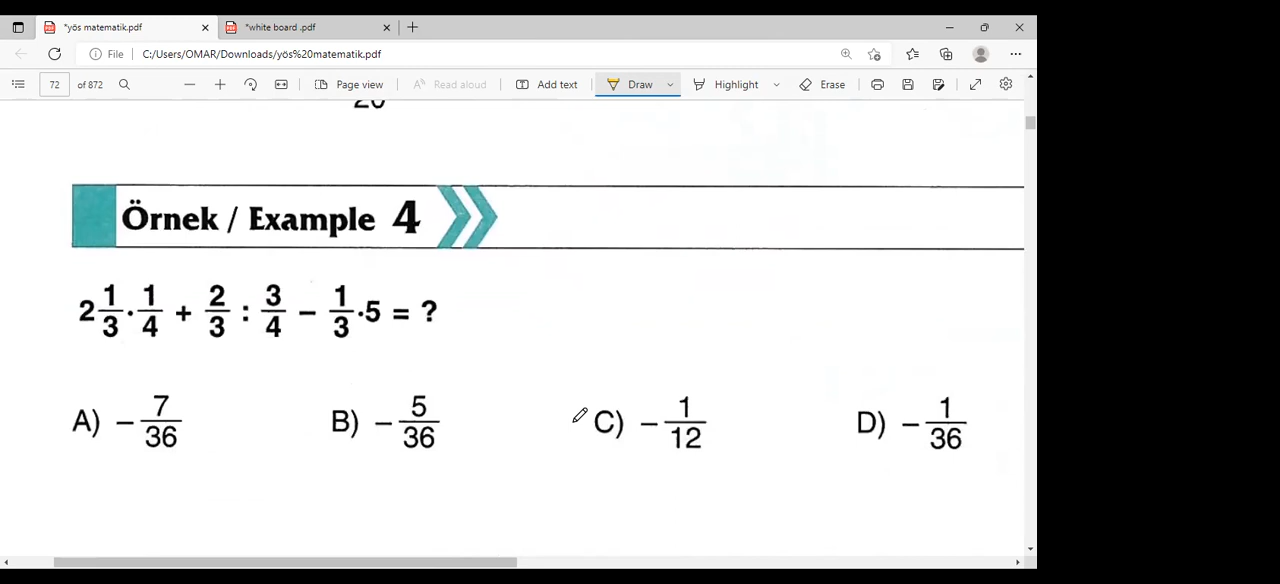 *yös matematik.pdf
*white board .pdf
File C:/Users/OMAR/Downloads/yös%20matematik.pdf
72 of 872 Page view Read aloud Add text Draw Highlight Erase
20
Örnek / Example 4
2 1/3 · 1/4 + 2/3 : 3/4 − 1/3 · 5 = ?
A) − 7/36 B) − 5/36 C) − 1/12 D) − 1/36